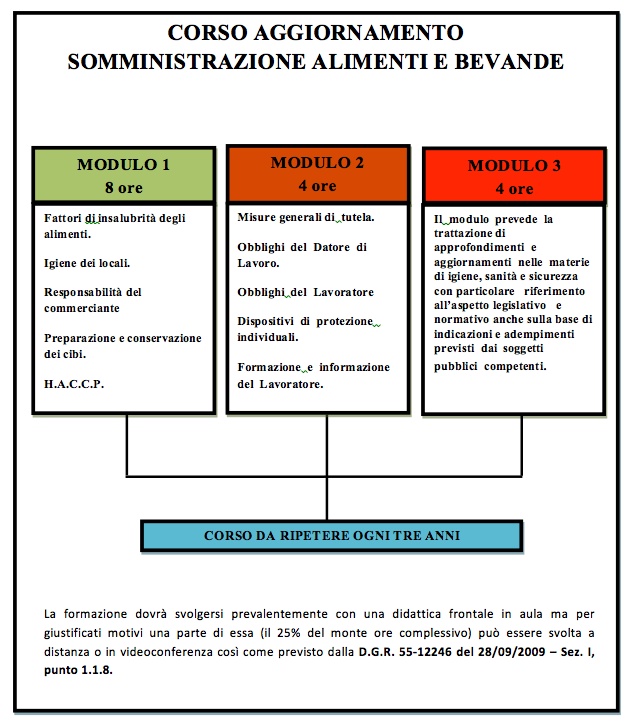 CORSO AGGIORNAMENTO
SOMMINISTRAZIONE ALIMENTI E BEVANDE
MODULO 1
8 ore
Fattori di insalubrità degli
alimenti.
Igiene dei locali.
Responsabilità del
commerciante
Preparazione e conservazione
dei cibi.
H.A.C.C.P.
MODULO 2
4 ore
Misure generali di tutela.
Obblighi del Datore di
Lavoro.
Obblighi del Lavoratore
Dispositivi di protezione
individuali.
Formazione e informazione
del Lavoratore.
MODULO 3
4 ore
Il modulo prevede la
trattazione di
approfondimenti e
aggiornamenti nelle materie
di igiene, sanità e sicurezza
con particolare riferimento
all'aspetto legislativo e
normativo anche sulla base di
indicazioni e adempimenti
previsti dai soggetti
pubblici competenti.
CORSO DA RIPETERE OGNI TRE ANNI
La formazione dovrà svolgersi prevalentemente con una didattica frontale in aula ma per
giustificati motivi una parte di essa (il 25% del monte ore complessivo) può essere svolta a
distanza o in videoconferenza così come previsto dalla D.G.R. 55-12246 del 28/09/2009 – Sez. I,
punto 1.1.8.